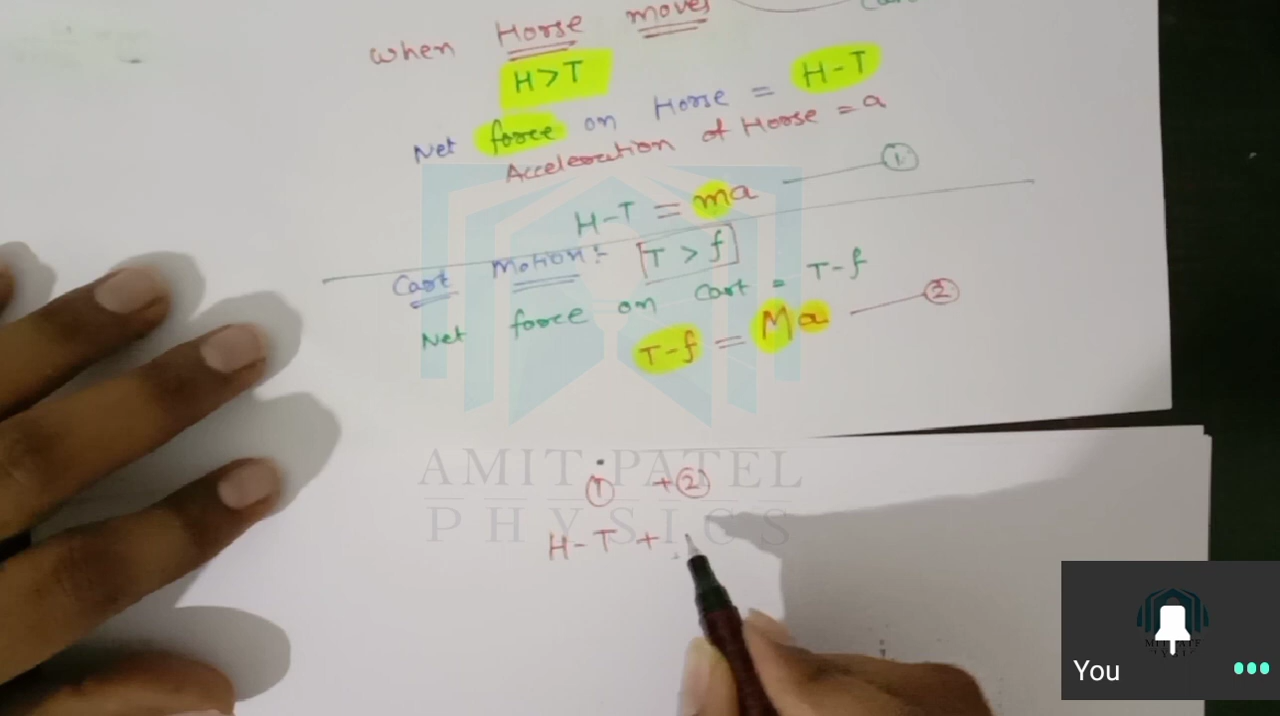 when Horse moves
H > T
Net force on Horse = H-T
Acceleration of Horse = a
H-T = ma ①
Cart Motion:- [T > f]
Net force on Cart = T-f
T-f = Ma ②
① + ②
H-T +
AMIT PATEL
PHYSICS
You